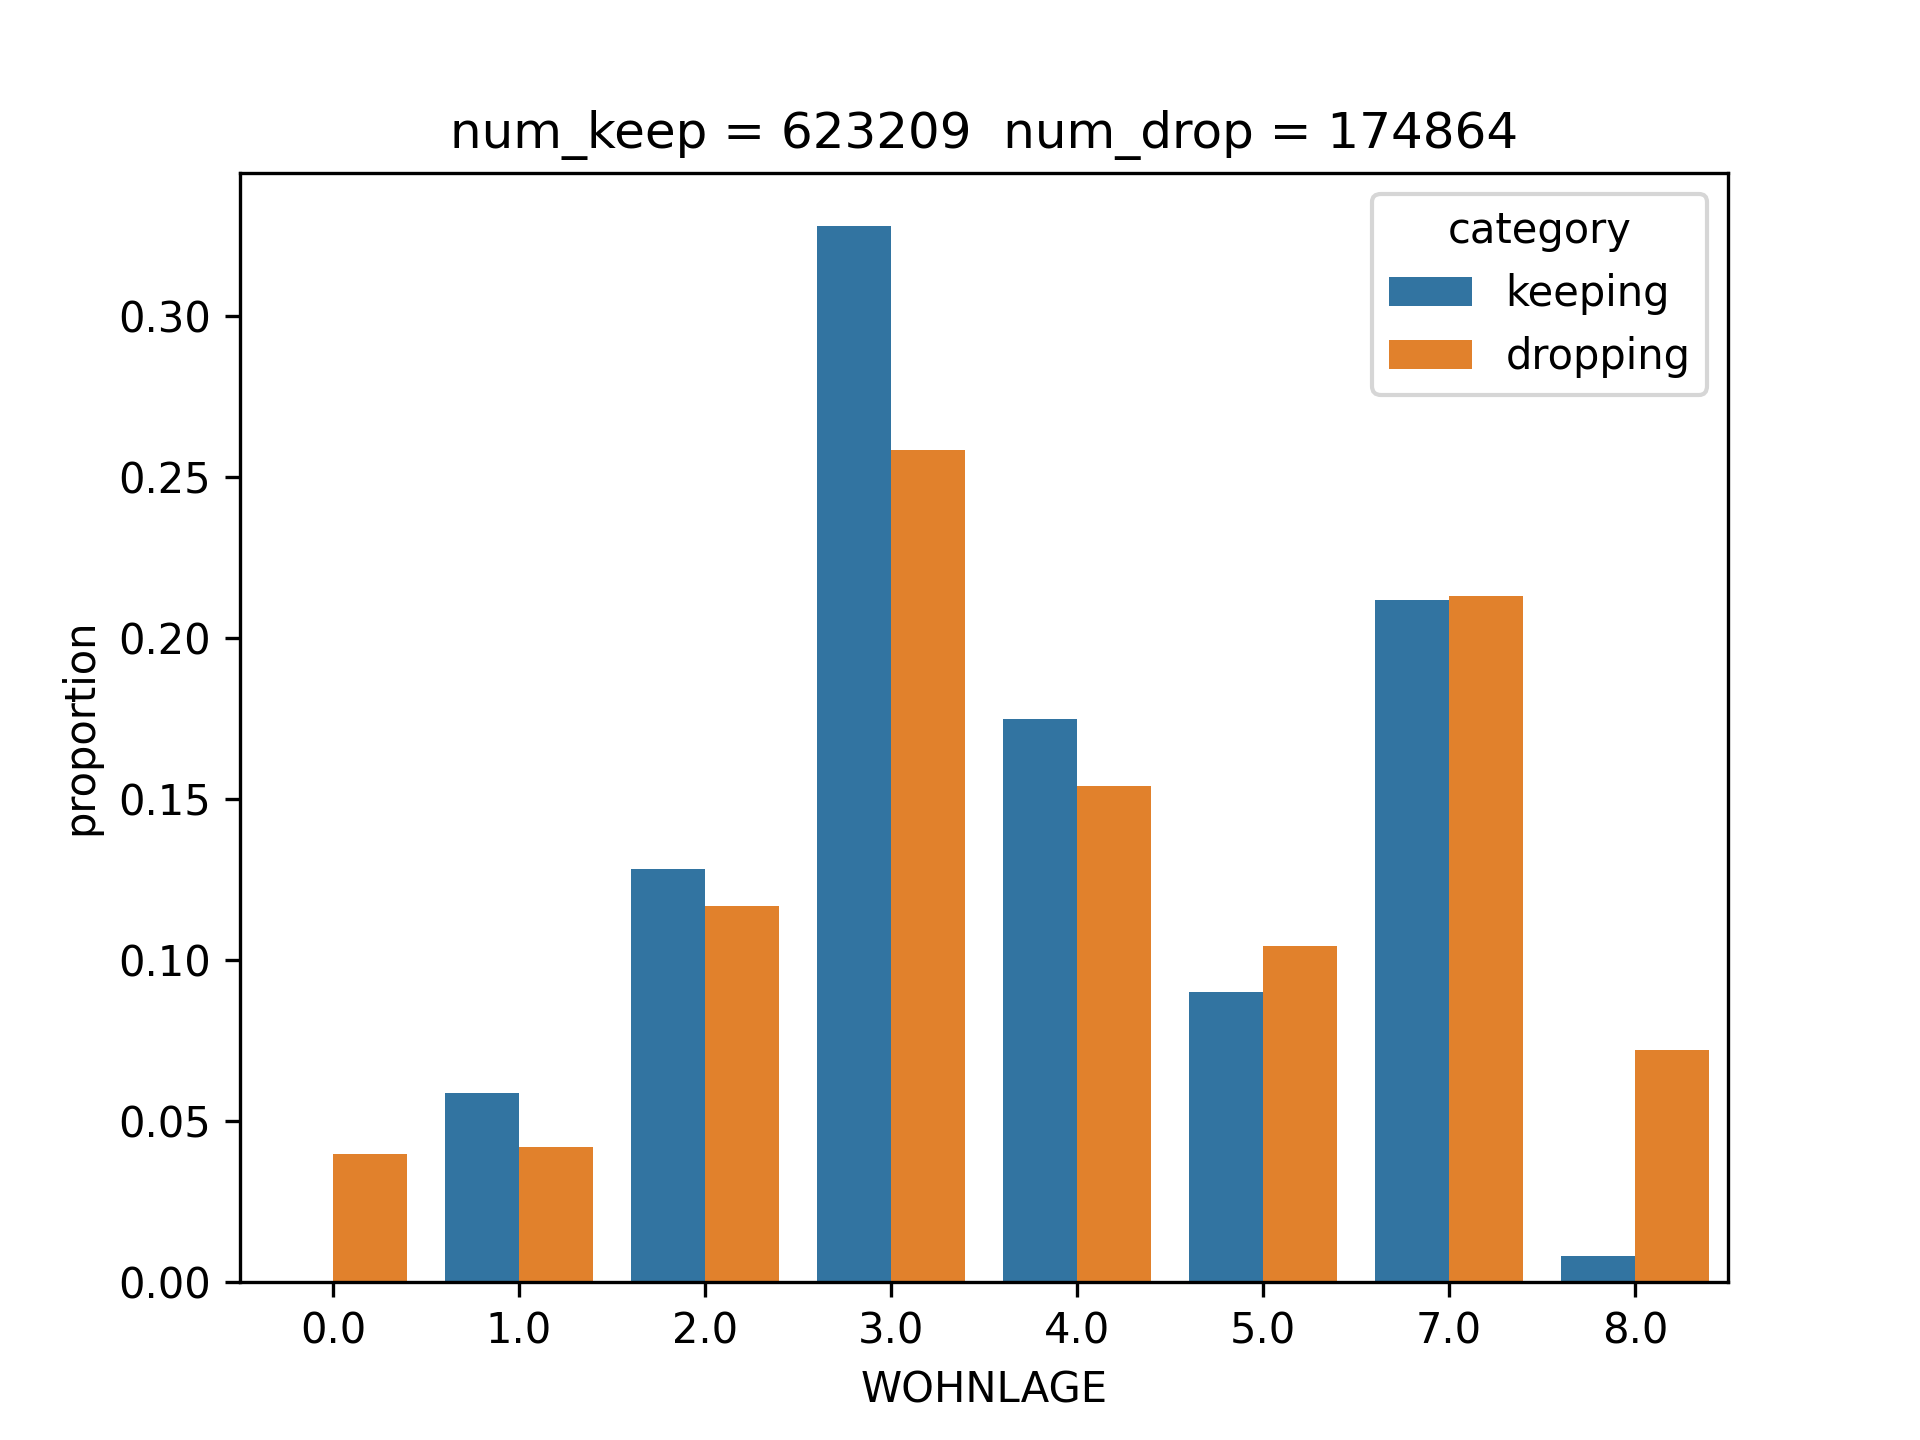 num_keep = 623209  num_drop = 174864
category
keeping
dropping
0.30
0.25
0.20
0.15
0.10
0.05
0.00
proportion
0.0 1.0 2.0 3.0 4.0 5.0 7.0 8.0
WOHNLAGE